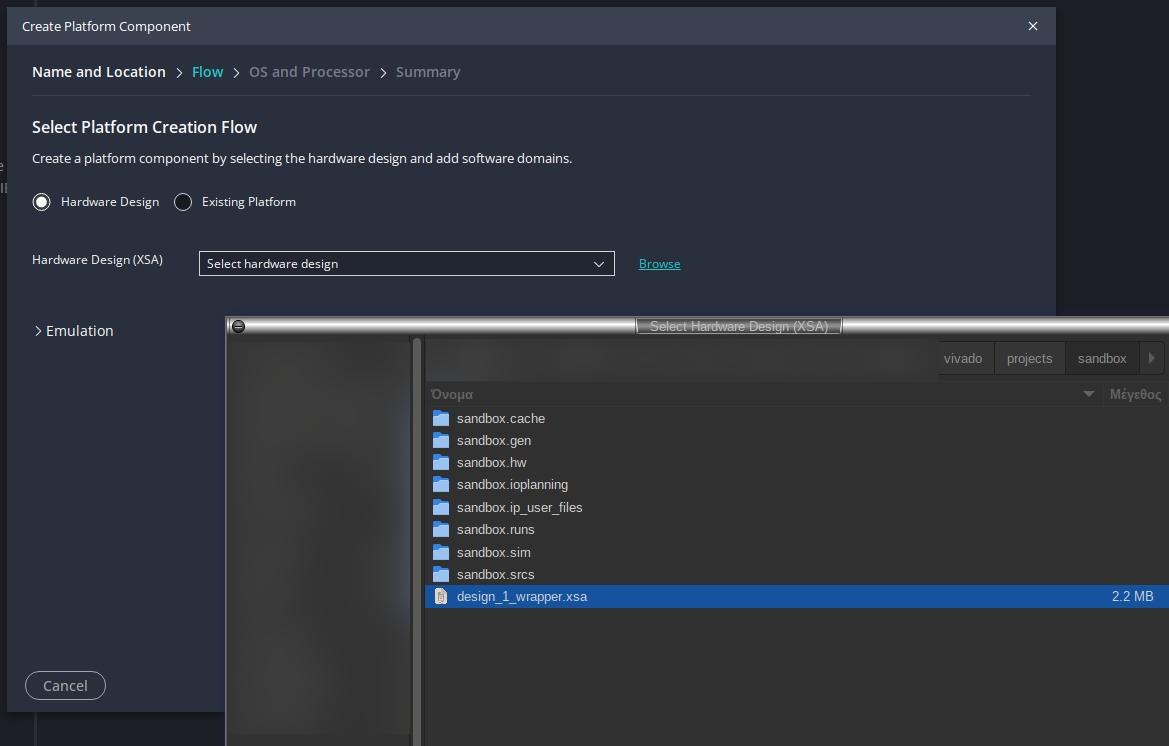 Create Platform Component
Name and Location > Flow > OS and Processor > Summary
Select Platform Creation Flow
Create a platform component by selecting the hardware design and add software domains.
Hardware Design Existing Platform
Hardware Design (XSA) Select hardware design Browse
Emulation
Select Hardware Design (XSA)
vivado projects sandbox
Όνομα Μέγεθος
sandbox.cache
sandbox.gen
sandbox.hw
sandbox.ioplanning
sandbox.ip_user_files
sandbox.runs
sandbox.sim
sandbox.srcs
design_1_wrapper.xsa 2.2 MB
Cancel